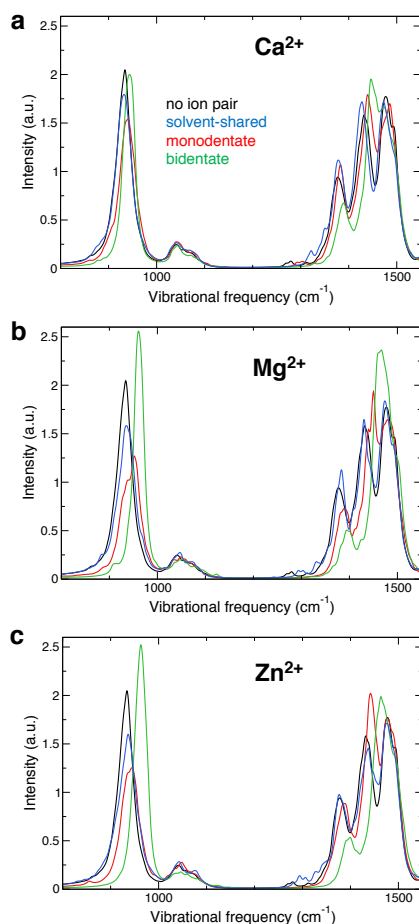 a
Ca2+
2.5
2
1.5
1
0.5
0
Intensity (a.u.)
no ion pair
solvent-shared
monodentate
bidentate
1000
1500
Vibrational frequency (cm-1)
b
Mg2+
2.5
2
1.5
1
0.5
0
Intensity (a.u.)
1000
1500
Vibrational frequency (cm-1)
c
Zn2+
2.5
2
1.5
1
0.5
0
Intensity (a.u.)
1000
1500
Vibrational frequency (cm-1)